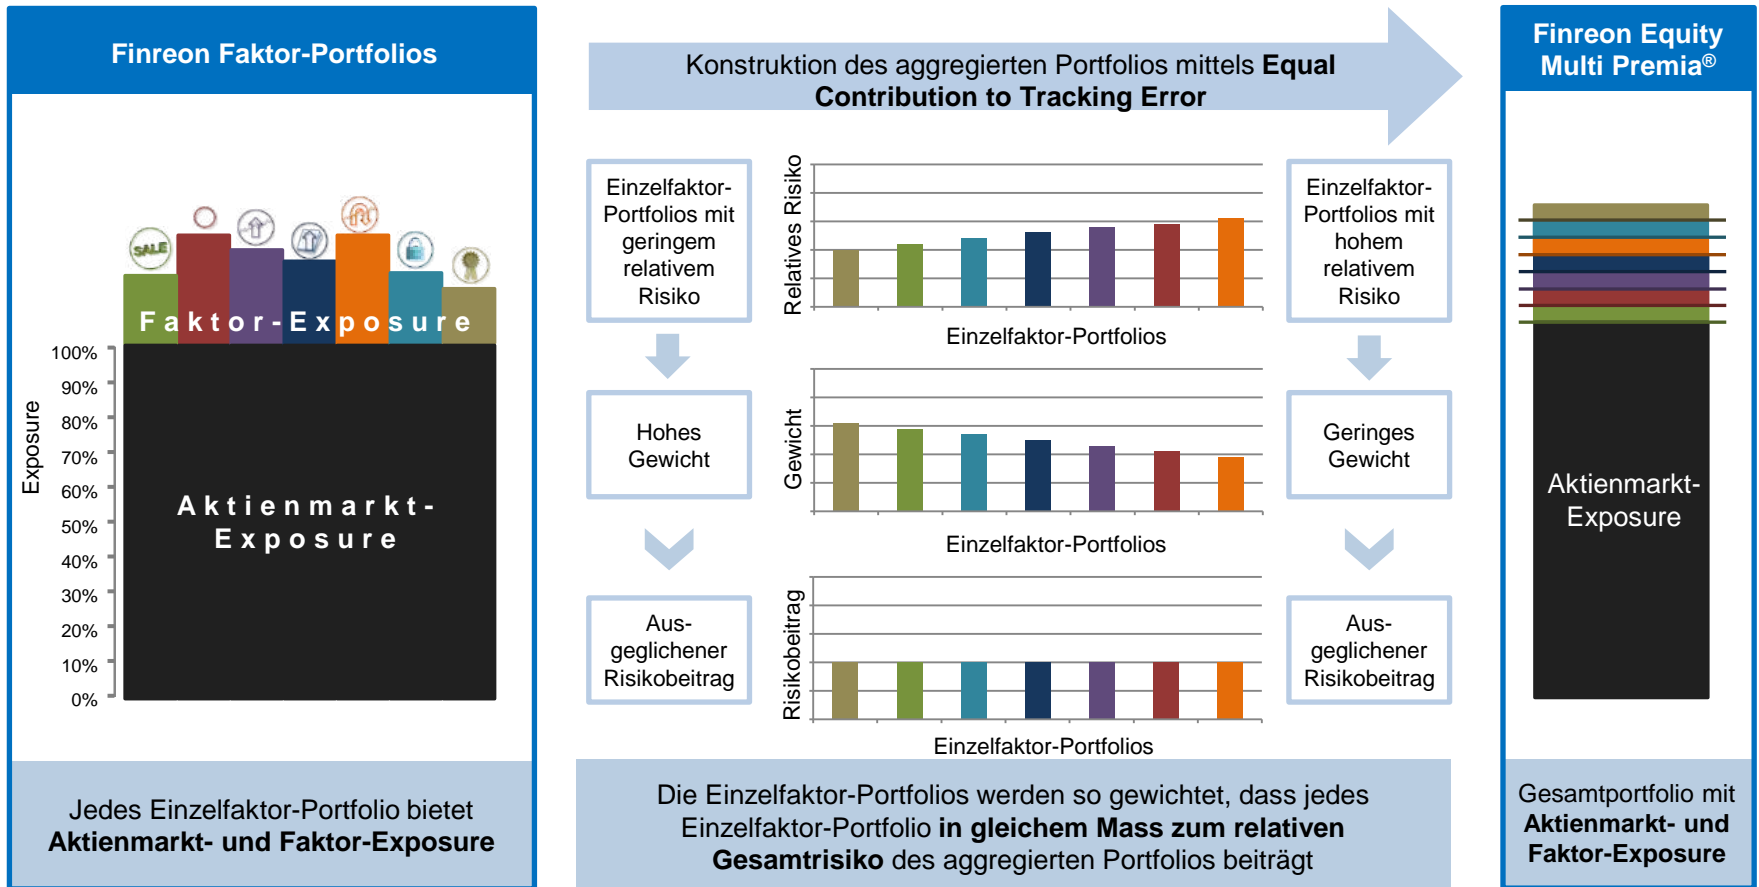 Finreon Faktor-Portfolios
SALE
Faktor-Exposure
Exposure
100%
90%
80%
70%
60%
50%
40%
30%
20%
10%
0%
Aktienmarkt-
Exposure
Jedes Einzelfaktor-Portfolio bietet
Aktienmarkt- und Faktor-Exposure
Konstruktion des aggregierten Portfolios mittels Equal
Contribution to Tracking Error
Einzelfaktor-
Portfolios mit
geringem
relativem
Risiko
Relatives Risiko
Einzelfaktor-Portfolios
Einzelfaktor-
Portfolios mit
hohem
relativem
Risiko
Hohes
Gewicht
Gewicht
Einzelfaktor-Portfolios
Geringes
Gewicht
Aus-
geglichener
Risikobeitrag
Risikobeitrag
Einzelfaktor-Portfolios
Aus-
geglichener
Risikobeitrag
Die Einzelfaktor-Portfolios werden so gewichtet, dass jedes
Einzelfaktor-Portfolio in gleichem Mass zum relativen
Gesamtrisiko des aggregierten Portfolios beiträgt
Finreon Equity
Multi Premia®
Aktienmarkt-
Exposure
Gesamtportfolio mit
Aktienmarkt- und
Faktor-Exposure